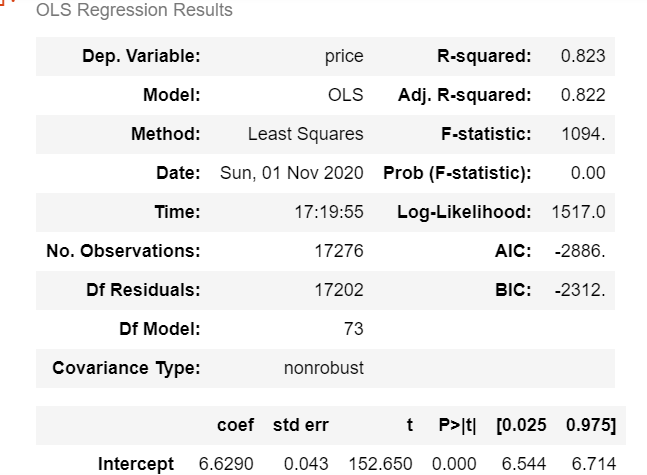 OLS Regression Results
Dep. Variable: price R-squared: 0.823
Model: OLS Adj. R-squared: 0.822
Method: Least Squares F-statistic: 1094.
Date: Sun, 01 Nov 2020 Prob (F-statistic): 0.00
Time: 17:19:55 Log-Likelihood: 1517.0
No. Observations: 17276 AIC: -2886.
Df Residuals: 17202 BIC: -2312.
Df Model: 73
Covariance Type: nonrobust
coef std err t P>|t| [0.025 0.975]
Intercept 6.6290 0.043 152.650 0.000 6.544 6.714